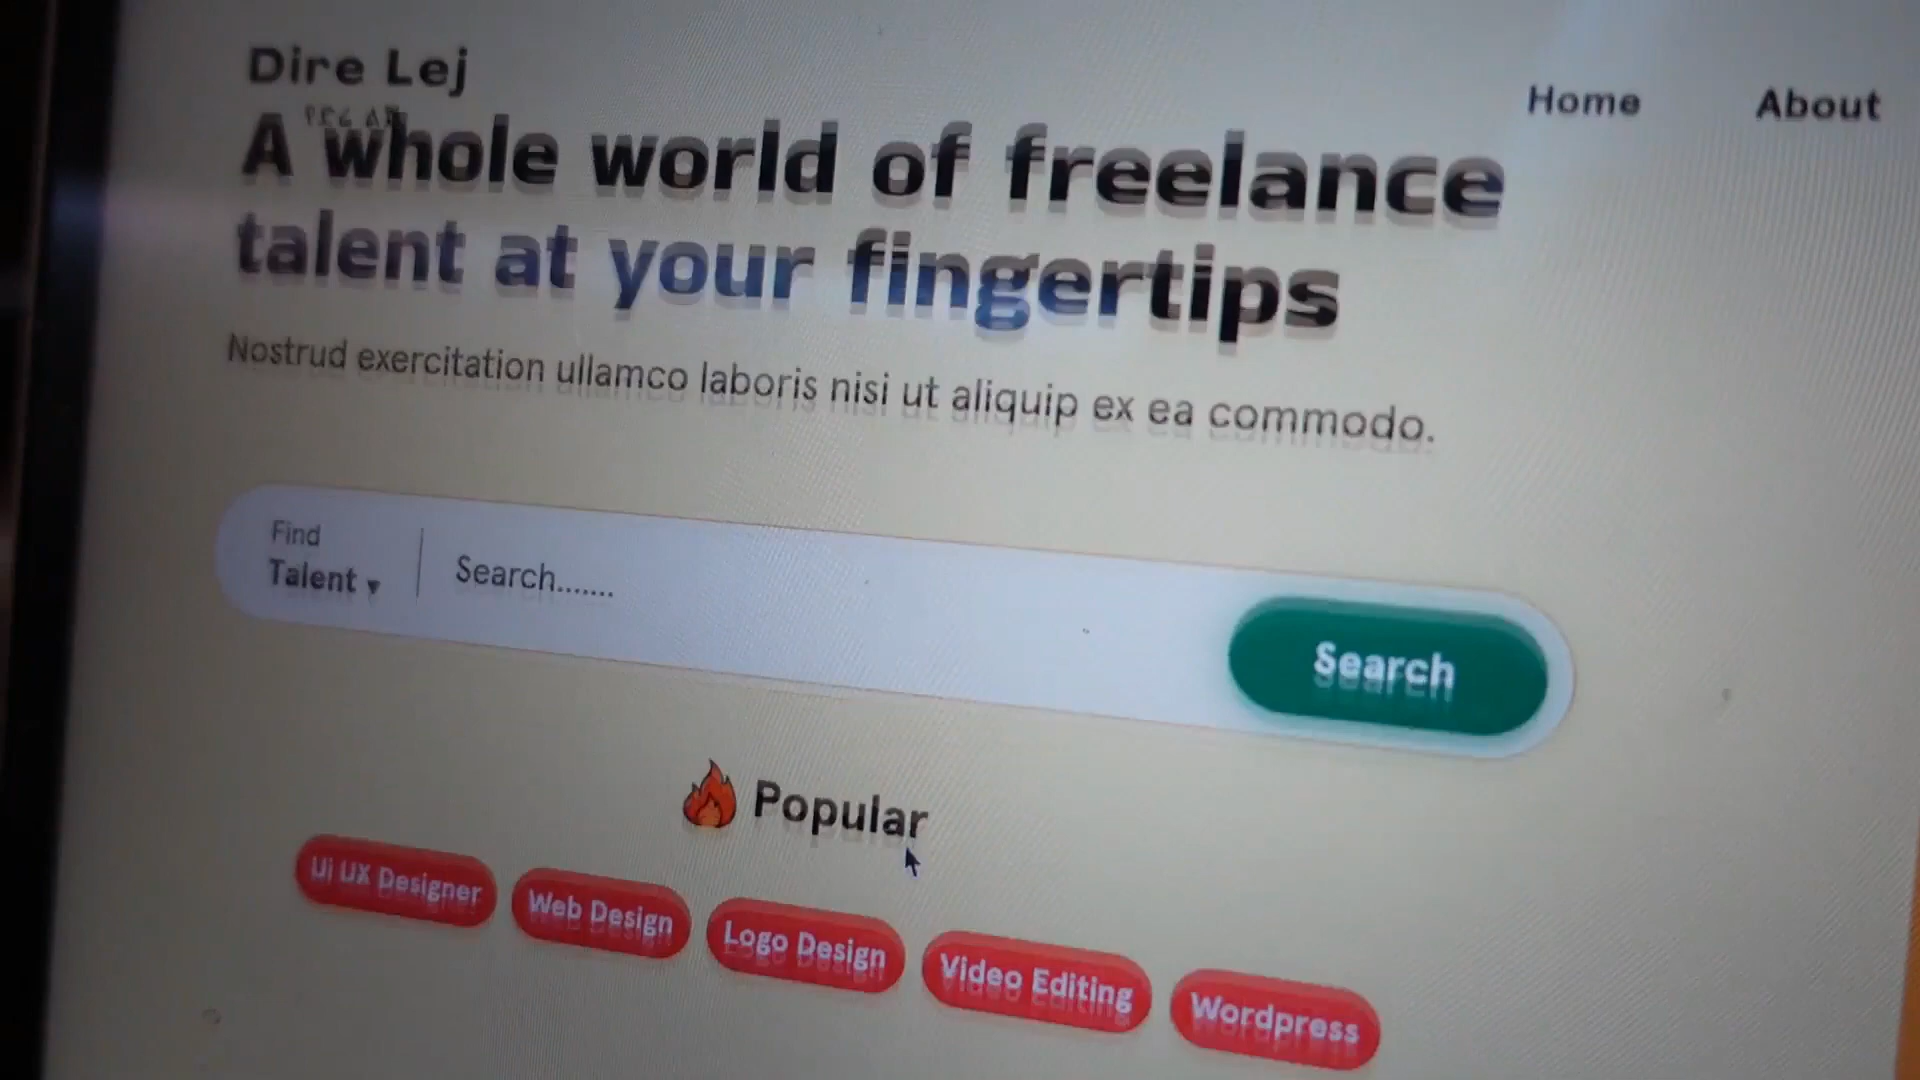 Dire Lej
Home
About
A whole world of freelance
talent at your fingertips
Nostrud exercitation ullamco laboris nisi ut aliquip ex ea commodo.
Find
Talent ▾
Search.......
Search
Popular
Ui UX Designer
Web Design
Logo Design
Video Editing
Wordpress